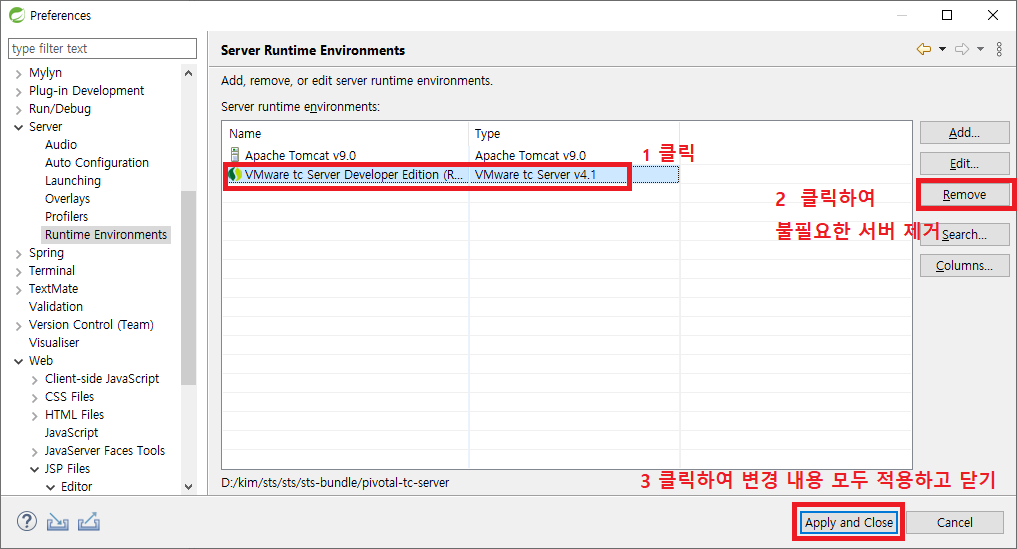 Preferences
type filter text
Mylyn
Plug-in Development
Run/Debug
Server
Audio
Auto Configuration
Launching
Overlays
Profilers
Runtime Environments
Spring
Terminal
TextMate
Validation
Version Control (Team)
Visualiser
Web
Client-side JavaScript
CSS Files
HTML Files
JavaScript
JavaServer Faces Tools
JSP Files
Editor
Server Runtime Environments
Add, remove, or edit server runtime environments.
Server runtime environments:
Name Type
Apache Tomcat v9.0 Apache Tomcat v9.0
VMware tc Server Developer Edition (R... VMware tc Server v4.1
1 클릭
2 클릭하여
불필요한 서버 제거
Add...
Edit...
Remove
Search...
Columns...
D:/kim/sts/sts/sts-bundle/pivotal-tc-server
3 클릭하여 변경 내용 모두 적용하고 닫기
?
Apply and Close Cancel